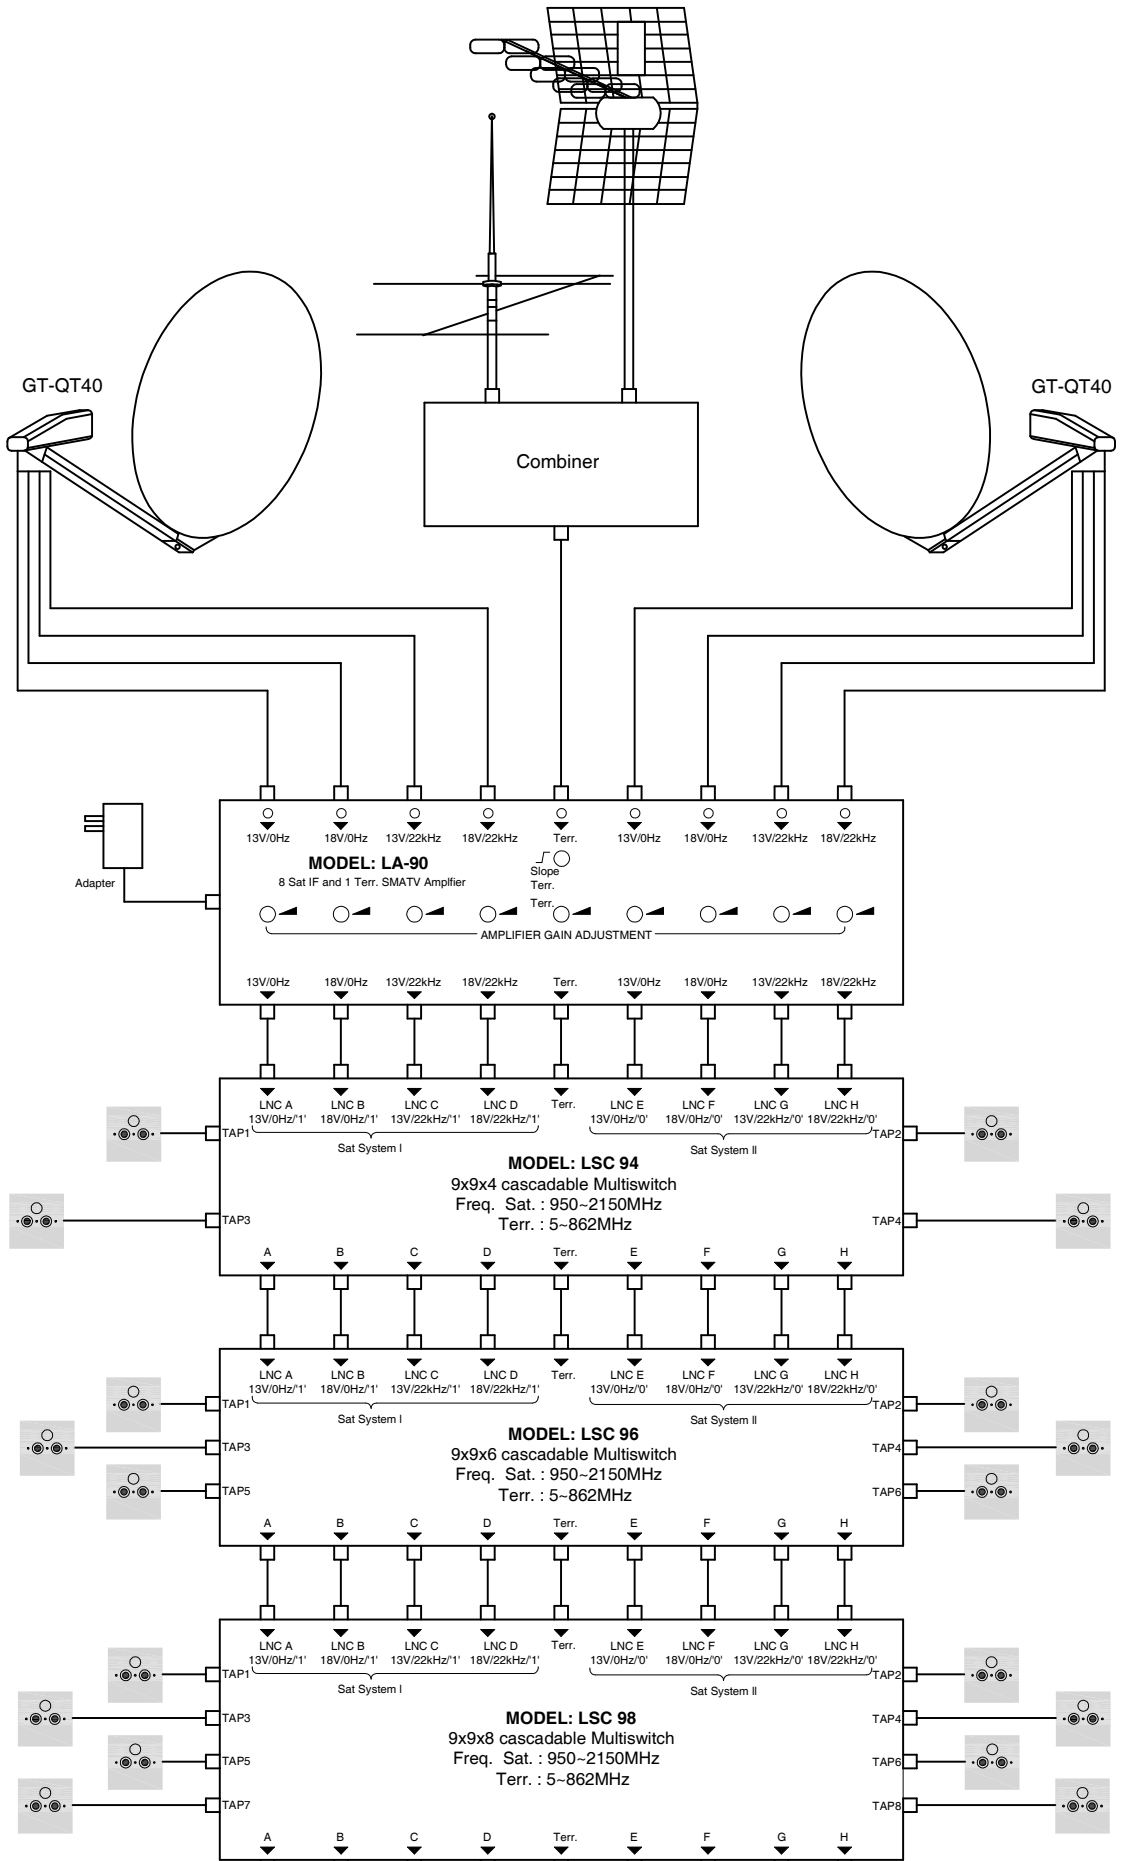 GT-QT40
GT-QT40
Combiner
13V/0Hz 18V/0Hz 13V/22kHz 18V/22kHz Terr. 13V/0Hz 18V/0Hz 13V/22kHz 18V/22kHz
MODEL: LA-90
8 Sat IF and 1 Terr. SMATV Amplfier
Slope
Terr.
Terr.
Adapter
AMPLIFIER GAIN ADJUSTMENT
13V/0Hz 18V/0Hz 13V/22kHz 18V/22kHz Terr. 13V/0Hz 18V/0Hz 13V/22kHz 18V/22kHz
LNC A LNC B LNC C LNC D Terr. LNC E LNC F LNC G LNC H
13V/0Hz/'1' 18V/0Hz/'1' 13V/22kHz/'1' 18V/22kHz/'1' 13V/0Hz/'0' 18V/0Hz/'0' 13V/22kHz/'0' 18V/22kHz/'0'
TAP1 TAP2
Sat System I Sat System II
MODEL: LSC 94
9x9x4 cascadable Multiswitch
Freq. Sat. : 950~2150MHz
TAP3 TAP4
Terr. : 5~862MHz
A B C D Terr. E F G H
LNC A LNC B LNC C LNC D Terr. LNC E LNC F LNC G LNC H
13V/0Hz/'1' 18V/0Hz/'1' 13V/22kHz/'1' 18V/22kHz/'1' 13V/0Hz/'0' 18V/0Hz/'0' 13V/22kHz/'0' 18V/22kHz/'0'
TAP1 TAP2
Sat System I Sat System II
MODEL: LSC 96
TAP3 TAP4
9x9x6 cascadable Multiswitch
Freq. Sat. : 950~2150MHz
TAP5 TAP6
Terr. : 5~862MHz
A B C D Terr. E F G H
LNC A LNC B LNC C LNC D Terr. LNC E LNC F LNC G LNC H
13V/0Hz/'1' 18V/0Hz/'1' 13V/22kHz/'1' 18V/22kHz/'1' 13V/0Hz/'0' 18V/0Hz/'0' 13V/22kHz/'0' 18V/22kHz/'0'
TAP1 TAP2
Sat System I Sat System II
MODEL: LSC 98
TAP3 TAP4
9x9x8 cascadable Multiswitch
Freq. Sat. : 950~2150MHz
TAP5 TAP6
Terr. : 5~862MHz
TAP7 TAP8
A B C D Terr. E F G H